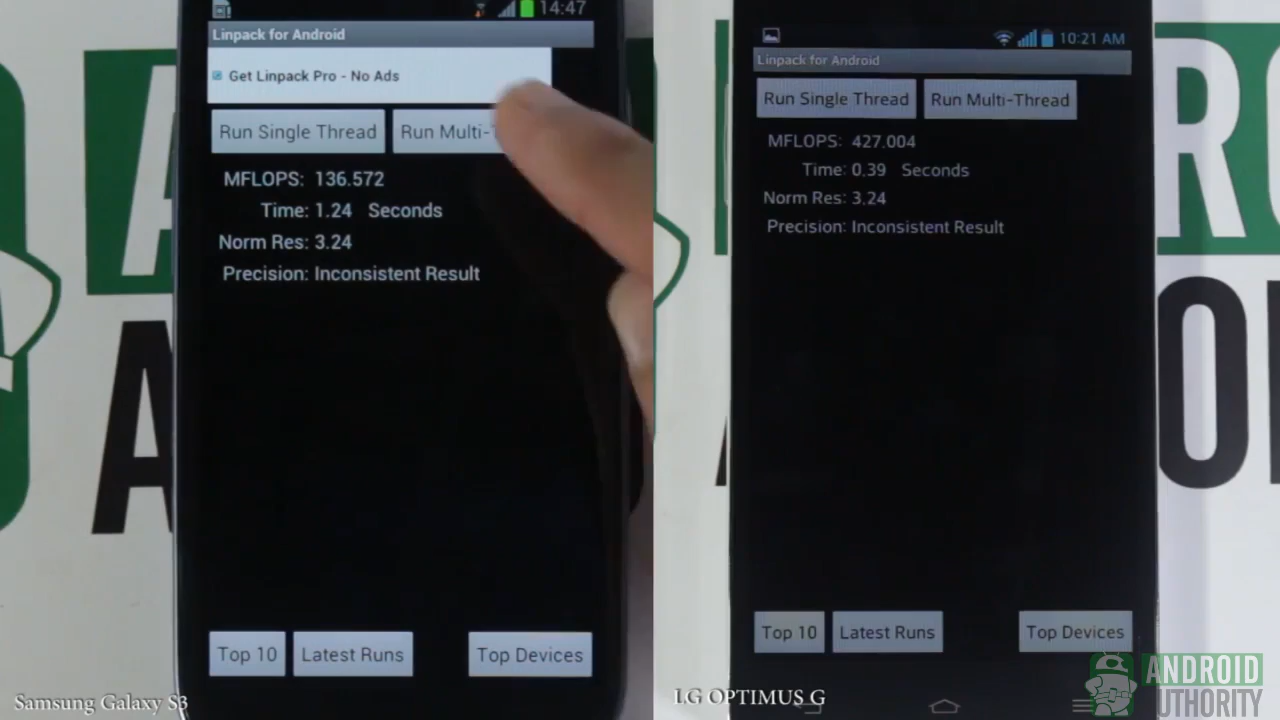 14:47
Linpack for Android
Get Linpack Pro - No Ads
Run Single Thread
Run Multi-
MFLOPS: 136.572
Time: 1.24 Seconds
Norm Res: 3.24
Precision: Inconsistent Result
Top 10
Latest Runs
Top Devices
Samsung Galaxy S3
10:21 AM
Linpack for Android
Run Single Thread
Run Multi-Thread
MFLOPS: 427.004
Time: 0.39 Seconds
Norm Res: 3.24
Precision: Inconsistent Result
Top 10
Latest Runs
Top Devices
LG OPTIMUS G
ANDROID
AUTHORITY